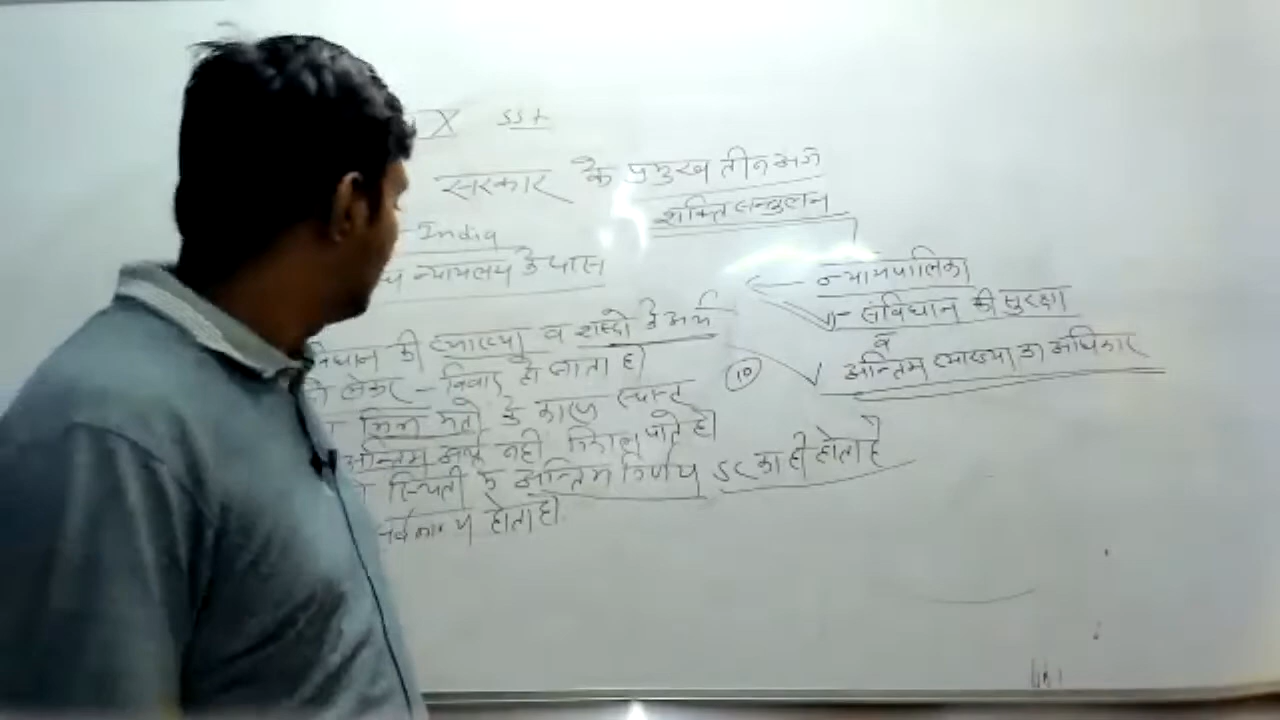 X SST
सरकार के प्रमुख तीन अंग
शक्ति सन्तुलन
India
न्यायालय के पास
न्यायपालिका
संविधान की सुरक्षा
व
अन्तिम व्याख्या का अधिकार
की व्याख्या व शब्दो के अर्थ
लेकर - विवाद हो जाता है
10
मतो के कारण स्पष्ट
अन्तिम अर्थ नही निकाल पाते है।
स्थिती में अन्तिम निर्णय SC का ही होता है
होता है।